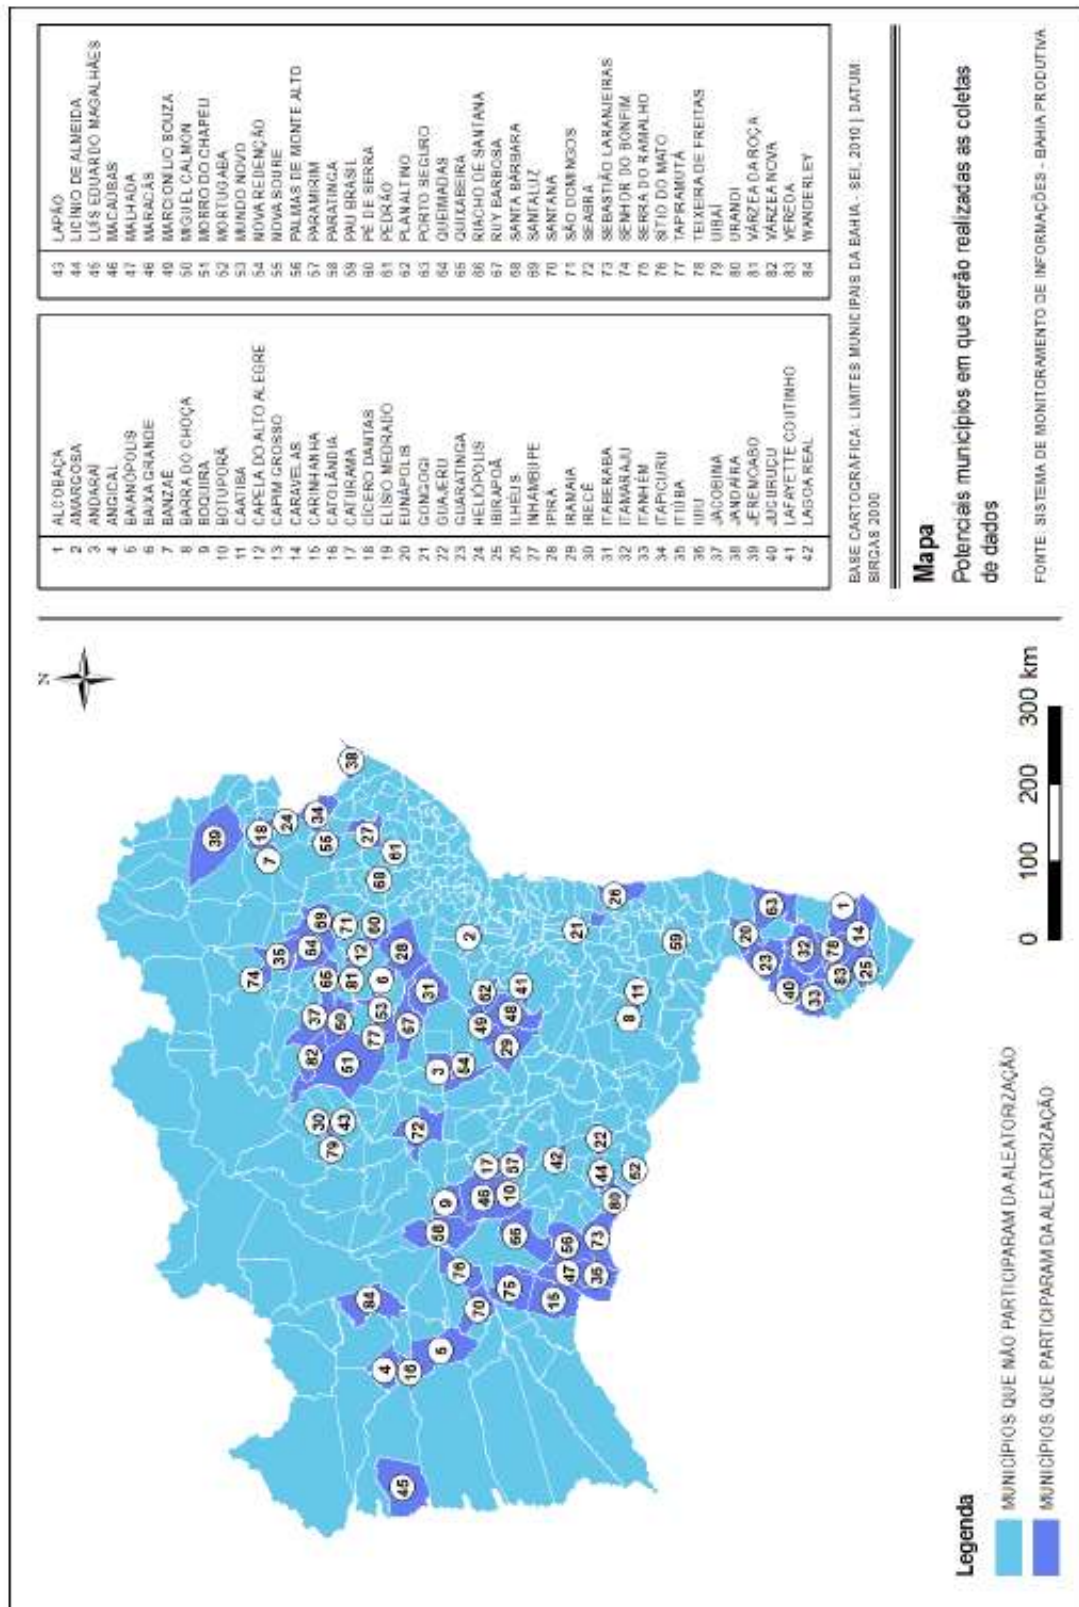 N
1 ALCOBAÇA
2 AMARGOSA
3 ANDARAÍ
4 ANGICAL
5 BAIANÓPOLIS
6 BAIXA GRANDE
7 BANZAÊ
8 BARRA DO CHOÇA
9 BOQUIRA
10 BOTUPORÃ
11 CAATIBA
12 CAPELA DO ALTO ALEGRE
13 CAPIM GROSSO
14 CARAVELAS
15 CARINHANHA
16 CATOLÂNDIA
17 CATURAMA
18 CÍCERO DANTAS
19 ELÍSIO MEDRADO
20 EUNÁPOLIS
21 GONGOGI
22 GUAJERU
23 GUARATINGA
24 HELIÓPOLIS
25 IBIRAPOÃ
26 ILHÉUS
27 INHAMBUPE
28 IPIRA
29 IRAMAIA
30 IRECÊ
31 ITABERABA
32 ITAMARAJU
33 ITANHÉM
34 ITAPICURU
35 ITIÚBA
36 IUIU
37 JACOBINA
38 JANDAÍRA
39 JEREMOABO
40 JUCURUÇU
41 LAFAYETTE COUTINHO
42 LAGOA REAL
43 LAPÃO
44 LICÍNIO DE ALMEIDA
45 LUÍS EDUARDO MAGALHÃES
46 MACAÚBAS
47 MALHADA
48 MARACÁS
49 MARCIONÍLIO SOUZA
50 MIGUEL CALMON
51 MORRO DO CHAPÉU
52 MORTUGABA
53 MUNDO NOVO
54 NOVA REDENÇÃO
55 NOVA SOURE
56 PALMAS DE MONTE ALTO
57 PARAMIRIM
58 PARATINGA
59 PAU BRASIL
60 PÉ DE SERRA
61 PEDRÃO
62 PLANALTINO
63 PORTO SEGURO
64 QUEIMADAS
65 QUIXABEIRA
66 RIACHO DE SANTANA
67 RUY BARBOSA
68 SANTA BÁRBARA
69 SANTALUZ
70 SANTANA
71 SÃO DOMINGOS
72 SEABRA
73 SEBASTIÃO LARANJEIRAS
74 SENHOR DO BONFIM
75 SERRA DO RAMALHO
76 SÍTIO DO MATO
77 TAPIRAMUTÁ
78 TEIXEIRA DE FREITAS
79 UIBAÍ
80 URANDI
81 VÁRZEA DA ROÇA
82 VÁRZEA NOVA
83 VEREDA
84 WANDERLEY
BASE CARTOGRAFICA: LIMITES MUNICIPAIS DA BAHIA - SEI, 2010 | DATUM:
SIRGAS 2000
Mapa
Potenciais municípios em que serão realizadas as coletas
de dados
FONTE: SISTEMA DE MONITORAMENTO DE INFORMAÇÕES - BAHIA PRODUTIVA
0 100 200 300 km
Legenda
MUNICÍPIOS QUE NÃO PARTICIPARAM DA ALEATORIZAÇÃO
MUNICÍPIOS QUE PARTICIPARAM DA ALEATORIZAÇÃO